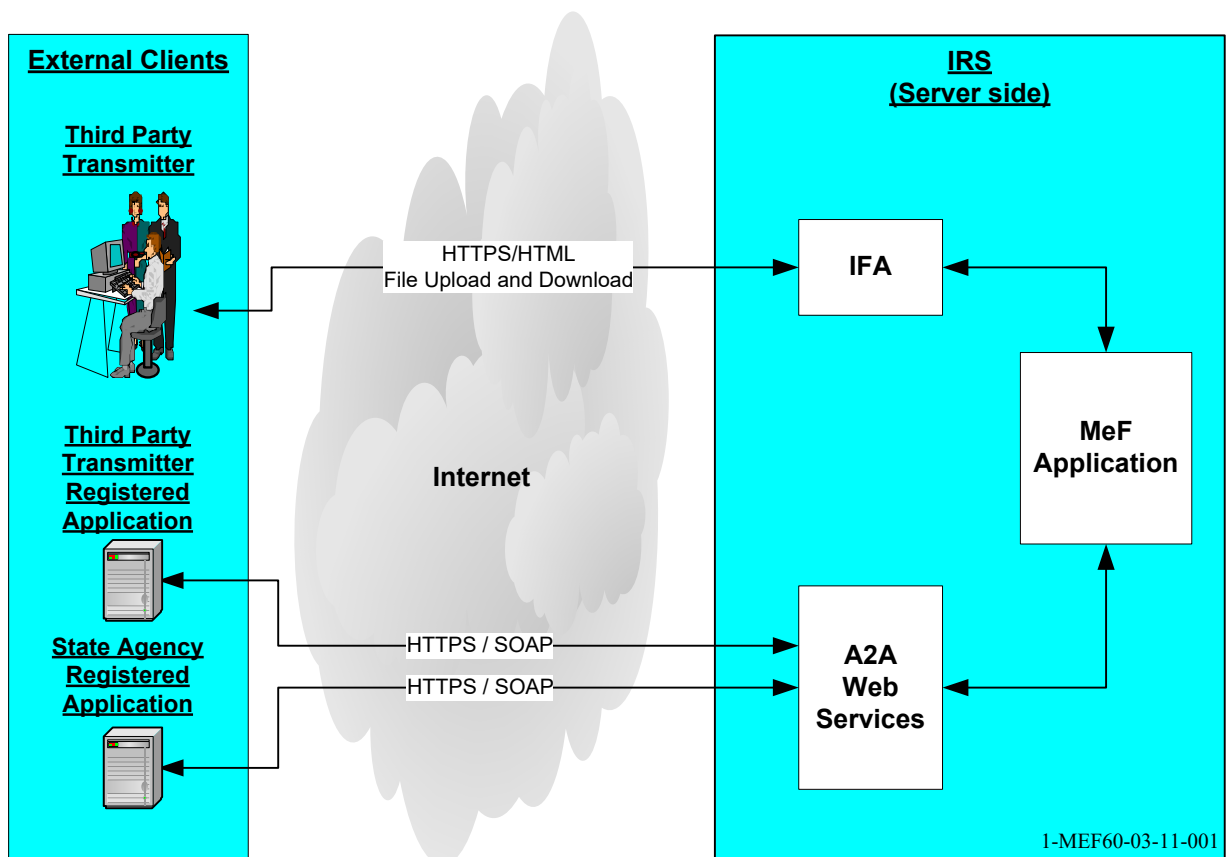 External Clients
Third Party
Transmitter
Third Party
Transmitter
Registered
Application
State Agency
Registered
Application
HTTPS/HTML
File Upload and Download
Internet
HTTPS / SOAP
HTTPS / SOAP
IRS
(Server side)
IFA
MeF
Application
A2A
Web
Services
1-MEF60-03-11-001